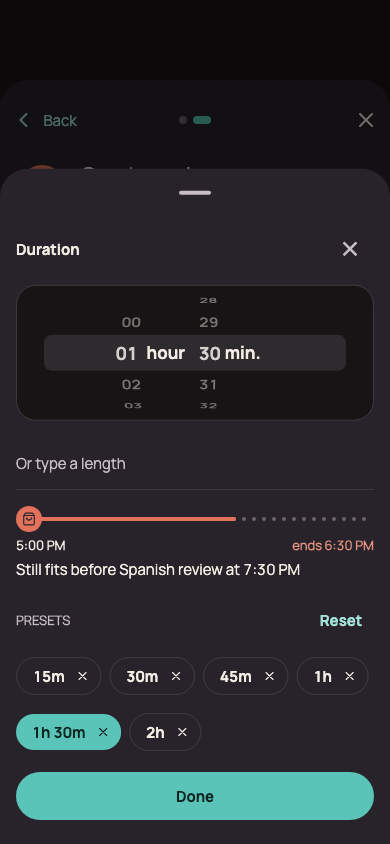 Back
Duration
28
00 29
01 hour 30 min.
02 31
03 32
Or type a length
5:00 PM ends 6:30 PM
Still fits before Spanish review at 7:30 PM
PRESETS Reset
15m 30m 45m 1h
1h 30m 2h
Done